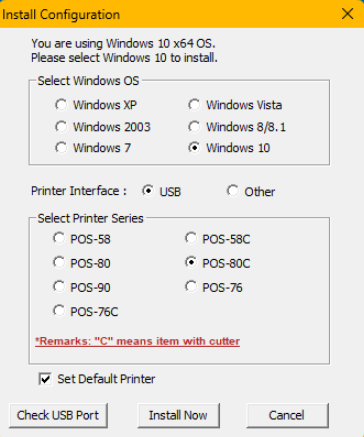 Install Configuration
You are using Windows 10 x64 OS.
Please select Windows 10 to install.
Select Windows OS
Windows XP Windows Vista
Windows 2003 Windows 8/8.1
Windows 7 Windows 10
Printer Interface : USB Other
Select Printer Series
POS-58 POS-58C
POS-80 POS-80C
POS-90 POS-76
POS-76C
*Remarks: "C" means item with cutter
Set Default Printer
Check USB Port Install Now Cancel